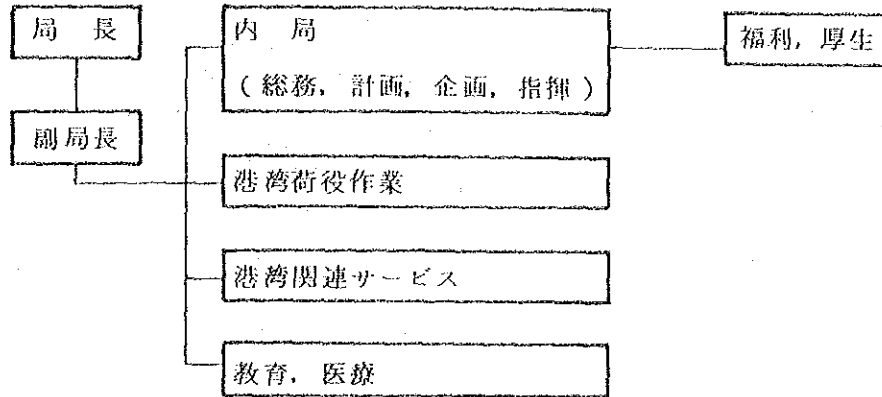 局 長
副局長
内 局
( 総務, 計画, 企画, 指揮 )
福利, 厚生
港湾荷役作業
港湾関連サービス
教育, 医療